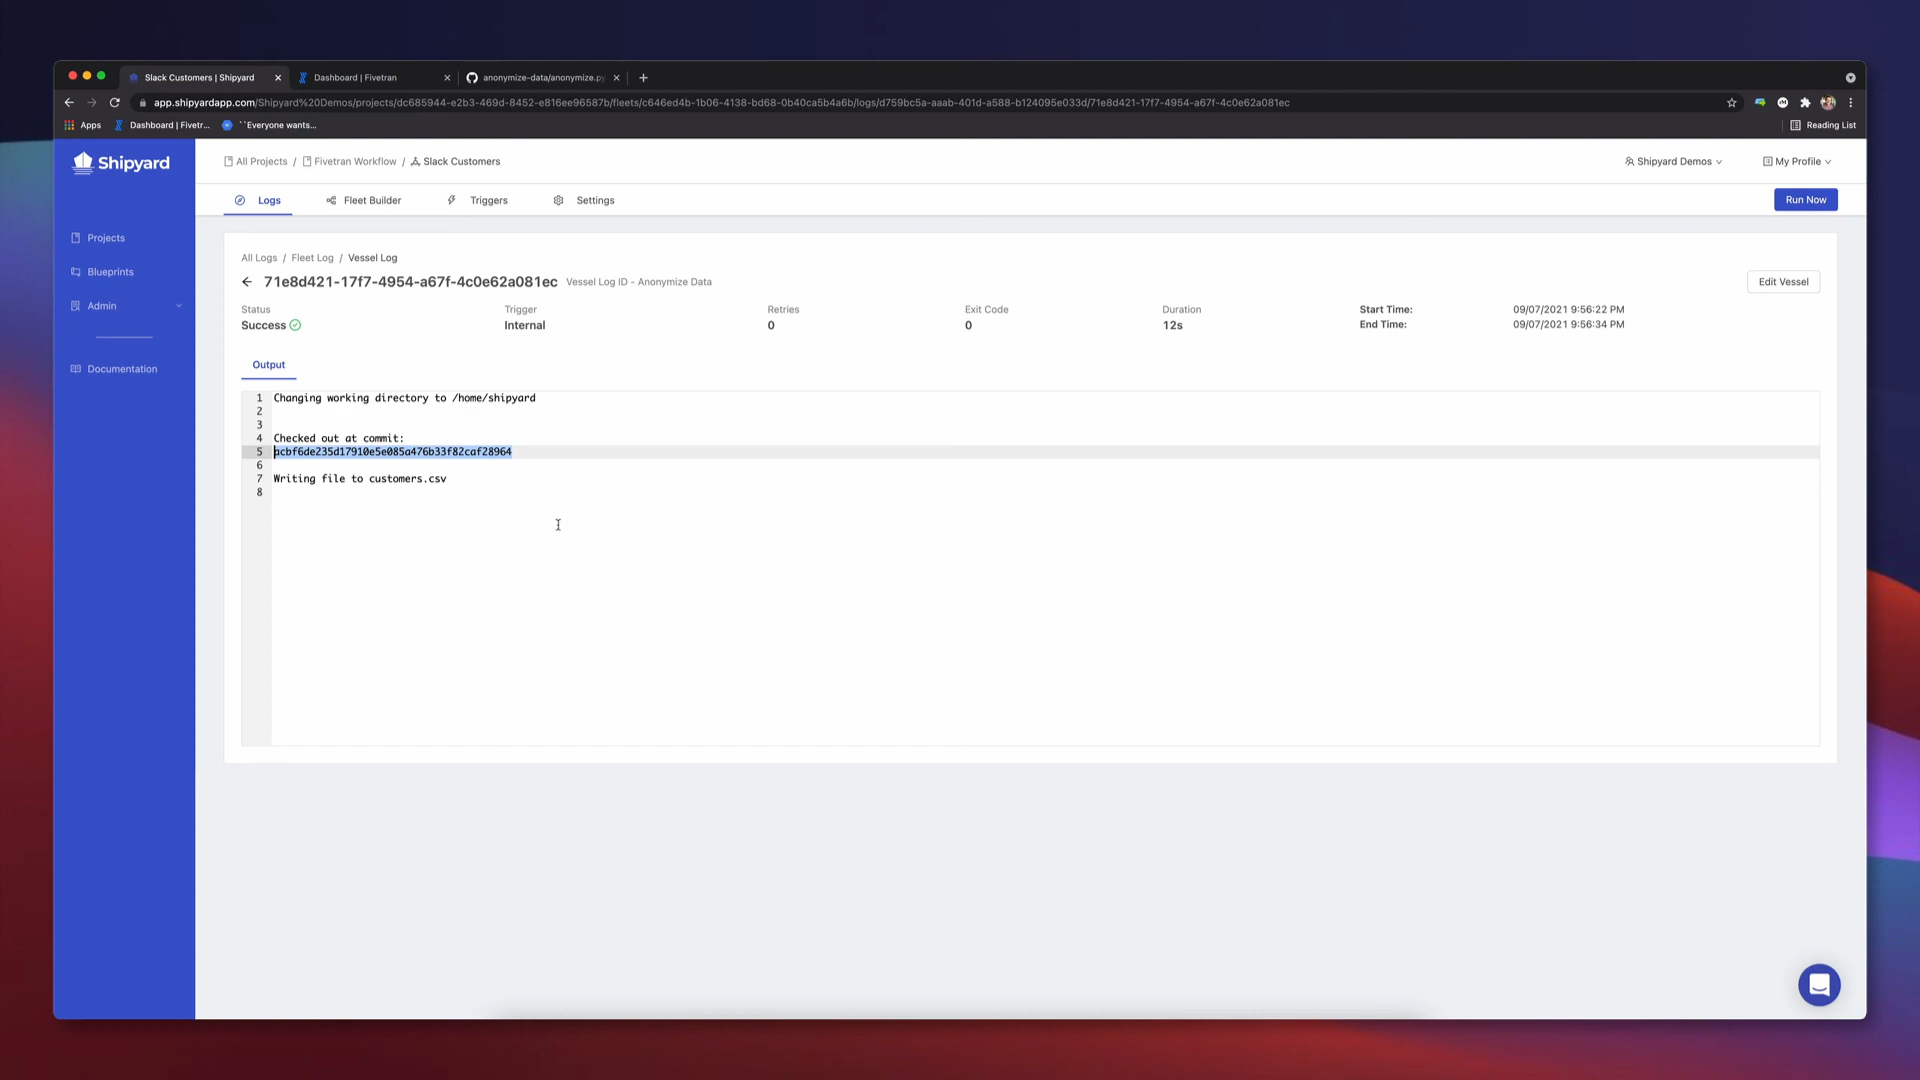 Slack Customers | Shipyard
Dashboard | Fivetran
anonymize-data/anonymize.py
app.shipyardapp.com/Shipyard%20Demos/projects/dc685944-e2b3-469d-8452-e816ee96587b/fleets/c646ed4b-1b06-4138-bd68-0b40ca5b4a6b/logs/d759bc5a-aaab-401d-a588-b124095e033d/71e8d421-17f7-4954-a67f-4c0e62a081ec
Apps
Dashboard | Fivetr...
``Everyone wants...
Reading List
Shipyard
All Projects / Fivetran Workflow / Slack Customers
Shipyard Demos
My Profile
Logs
Fleet Builder
Triggers
Settings
Run Now
Projects
Blueprints
Admin
Documentation
All Logs / Fleet Log / Vessel Log
71e8d421-17f7-4954-a67f-4c0e62a081ec Vessel Log ID - Anonymize Data
Edit Vessel
Status
Success
Trigger
Internal
Retries
0
Exit Code
0
Duration
12s
Start Time: 09/07/2021 9:56:22 PM
End Time: 09/07/2021 9:56:34 PM
Output
1 Changing working directory to /home/shipyard
2
3
4 Checked out at commit:
5 acbf6de235d17910e5e085a476b33f82caf28964
6
7 Writing file to customers.csv
8